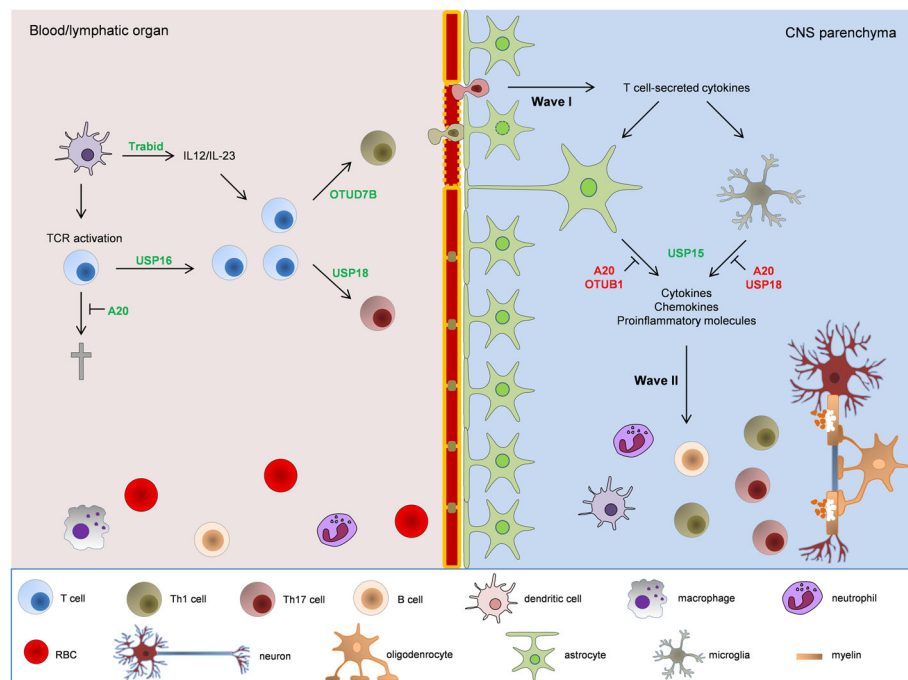 Blood/lymphatic organ
CNS parenchyma
Wave I
T cell-secreted cytokines
Trabid
IL12/IL-23
OTUD7B
TCR activation
USP16
USP18
A20
USP15
A20
OTUB1
A20
USP18
Cytokines
Chemokines
Proinflammatory molecules
Wave II
T cell
Th1 cell
Th17 cell
B cell
dendritic cell
macrophage
neutrophil
RBC
neuron
oligodenrocyte
astrocyte
microglia
myelin